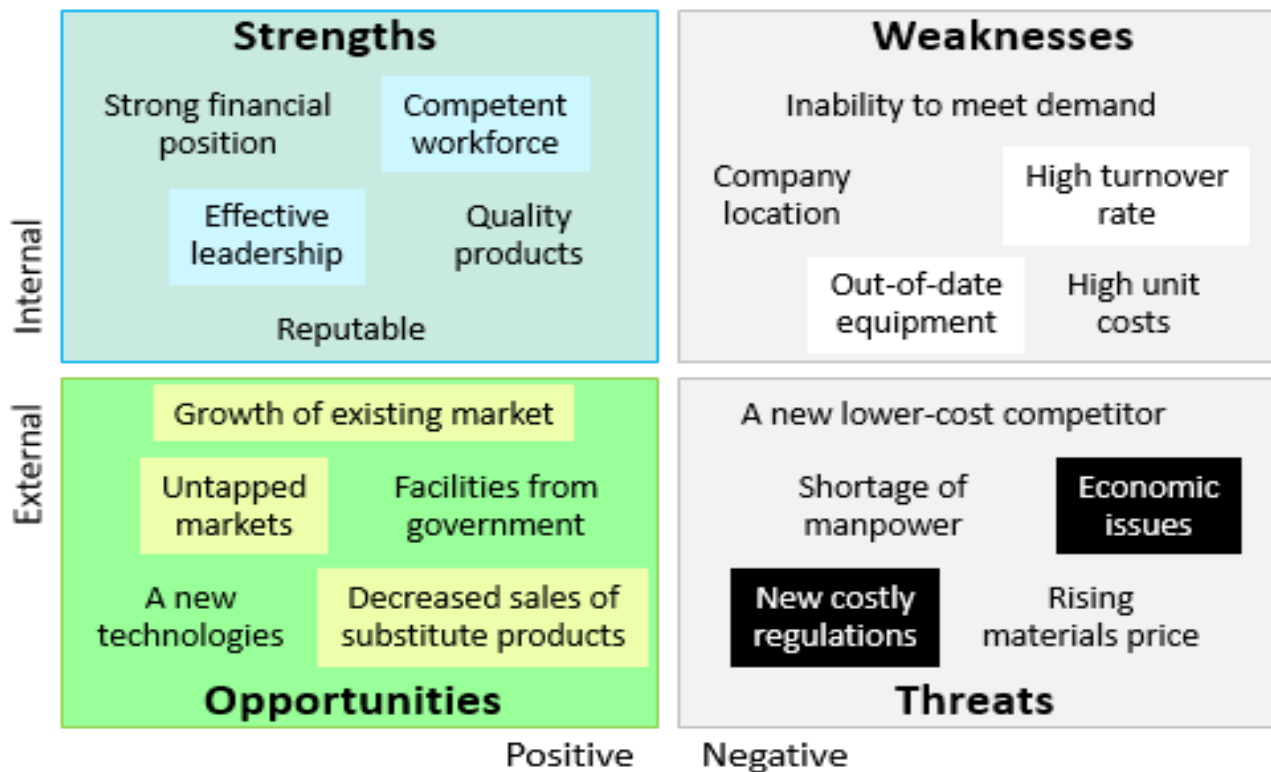 Strengths
Strong financial
position
Competent
workforce
Effective
leadership
Quality
products
Reputable
Weaknesses
Inability to meet demand
Company
location
High turnover
rate
Out-of-date
equipment
High unit
costs
Internal
External
Growth of existing market
Untapped
markets
Facilities from
government
A new
technologies
Decreased sales of
substitute products
Opportunities
A new lower-cost competitor
Shortage of
manpower
Economic
issues
New costly
regulations
Rising
materials price
Threats
Positive
Negative